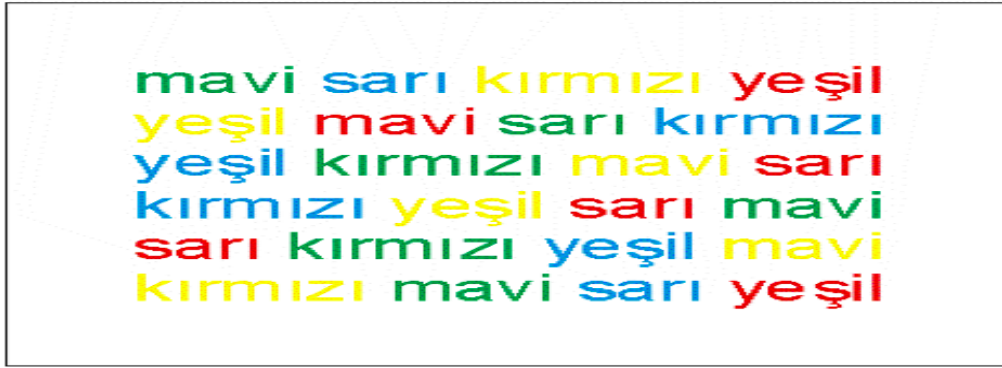 mavi sarı kırmızı yeşil
yeşil mavi sarı kırmızı
yeşil kırmızı mavi sarı
kırmızı yeşil sarı mavi
sarı kırmızı yeşil mavi
kırmızı mavi sarı yeşil